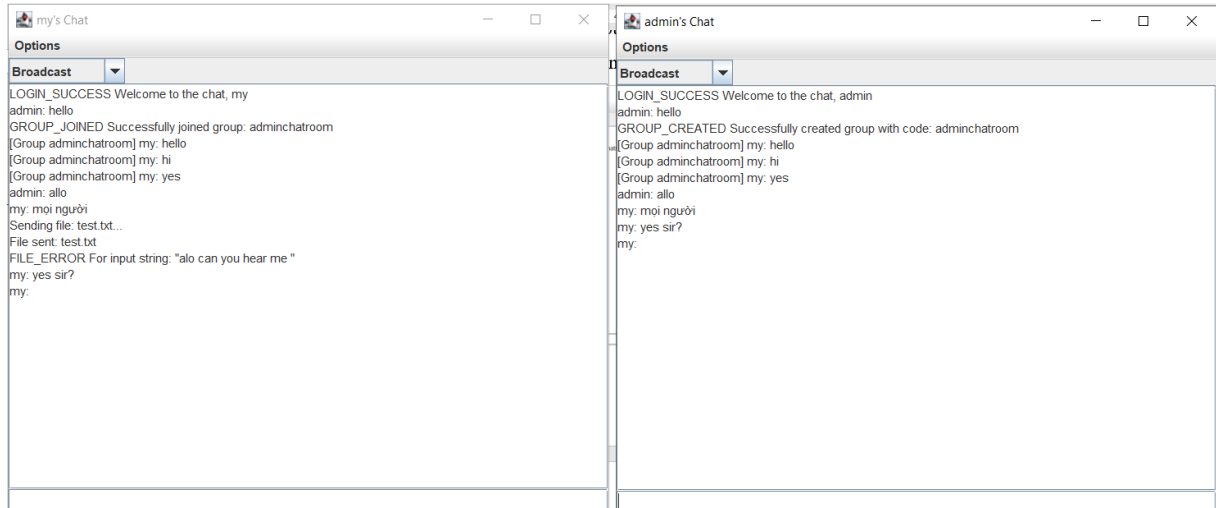 my's Chat
Options
Broadcast
LOGIN_SUCCESS Welcome to the chat, my
admin: hello
GROUP_JOINED Successfully joined group: adminchatroom
[Group adminchatroom] my: hello
[Group adminchatroom] my: hi
[Group adminchatroom] my: yes
admin: allo
my: mọi người
Sending file: test.txt...
File sent: test.txt
FILE_ERROR For input string: "alo can you hear me "
my: yes sir?
my:
admin's Chat
Options
Broadcast
LOGIN_SUCCESS Welcome to the chat, admin
admin: hello
GROUP_CREATED Successfully created group with code: adminchatroom
[Group adminchatroom] my: hello
[Group adminchatroom] my: hi
[Group adminchatroom] my: yes
admin: allo
my: mọi người
my: yes sir?
my: